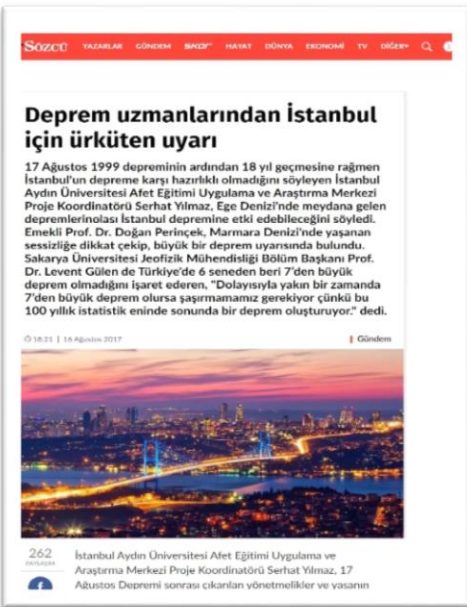 SÖZCÜ YAZARLAR GÜNDEM SKOR HAYAT DÜNYA EKONOMİ TV DİĞER
Deprem uzmanlarından İstanbul
için ürküten uyarı
17 Ağustos 1999 depreminin ardından 18 yıl geçmesine rağmen
İstanbul'un depreme karşı hazırlıklı olmadığını söyleyen İstanbul
Aydın Üniversitesi Afet Eğitimi Uygulama ve Araştırma Merkezi
Proje Koordinatörü Serhat Yılmaz, Ege Denizi'nde meydana gelen
depremlerinolası İstanbul depremine etki edebileceğini söyledi.
Emekli Prof. Dr. Doğan Perinçek, Marmara Denizi'nde yaşanan
sessizliğe dikkat çekip, büyük bir deprem uyarısında bulundu.
Sakarya Üniversitesi Jeofizik Mühendisliği Bölüm Başkanı Prof.
Dr. Levent Gülen de Türkiye'de 6 seneden beri 7'den büyük
deprem olmadığını işaret ederen, "Dolayısıyla yakın bir zamanda
7'den büyük deprem olursa şaşırmamamız gerekiyor çünkü bu
100 yıllık istatistik eninde sonunda bir deprem oluşturuyor." dedi.
18:21 | 16 Ağustos 2017
Gündem
262
PAYLAŞIM
İstanbul Aydın Üniversitesi Afet Eğitimi Uygulama ve
Araştırma Merkezi Proje Koordinatörü Serhat Yılmaz, 17
Ağustos Depremi sonrası çıkarılan yönetmelikler ve yasanın